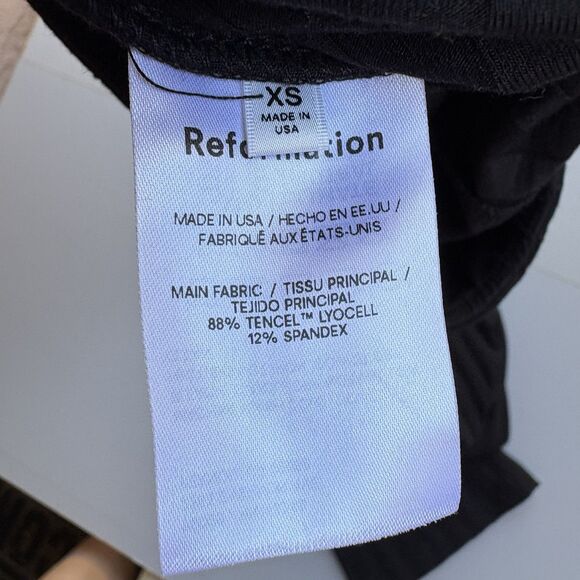 XS
MADE IN
USA
Reformation
MADE IN USA / HECHO EN EE.UU /
FABRIQUÉ AUX ÉTATS-UNIS
MAIN FABRIC / TISSU PRINCIPAL /
TEJIDO PRINCIPAL
88% TENCEL™ LYOCELL
12% SPANDEX